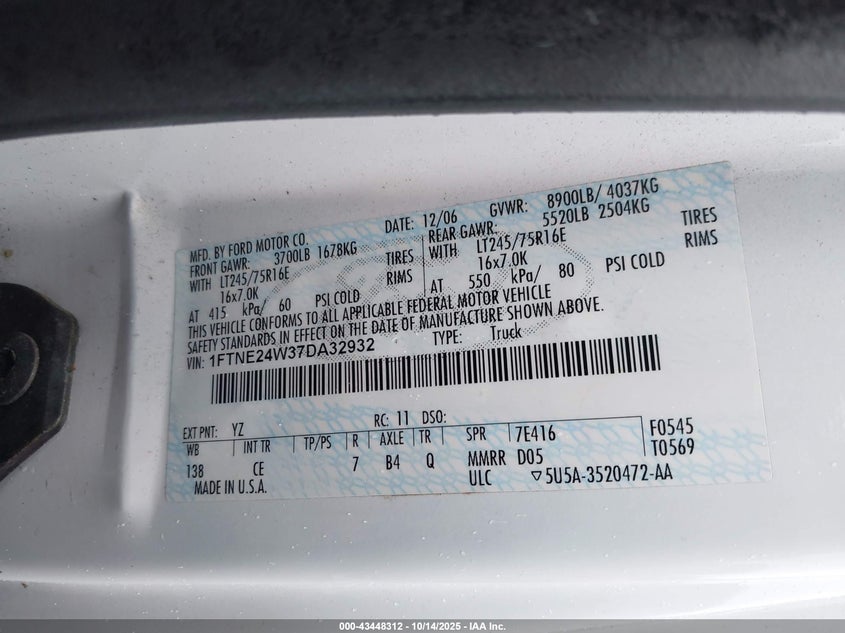 MFD. BY FORD MOTOR CO. DATE: 12/06 GVWR: 8900LB/ 4037KG
FRONT GAWR: 3700LB 1678KG REAR GAWR: 5520LB 2504KG
WITH LT245/75R16E TIRES WITH LT245/75R16E TIRES
16x7.0K RIMS 16x7.0K RIMS
AT 415 kPa/ 60 PSI COLD AT 550 kPa/ 80 PSI COLD
THIS VEHICLE CONFORMS TO ALL APPLICABLE FEDERAL MOTOR VEHICLE
SAFETY STANDARDS IN EFFECT ON THE DATE OF MANUFACTURE SHOWN ABOVE.
VIN: 1FTNE24W37DA32932 TYPE: Truck
EXT PNT: YZ RC: 11 DSO:
WB INT TR TP/PS R AXLE TR SPR 7E416 F0545
138 CE 7 B4 Q MMRR D05 T0569
MADE IN U.S.A. ULC ▽5U5A-3520472-AA
000-43448312 - 10/14/2025 - IAA Inc.